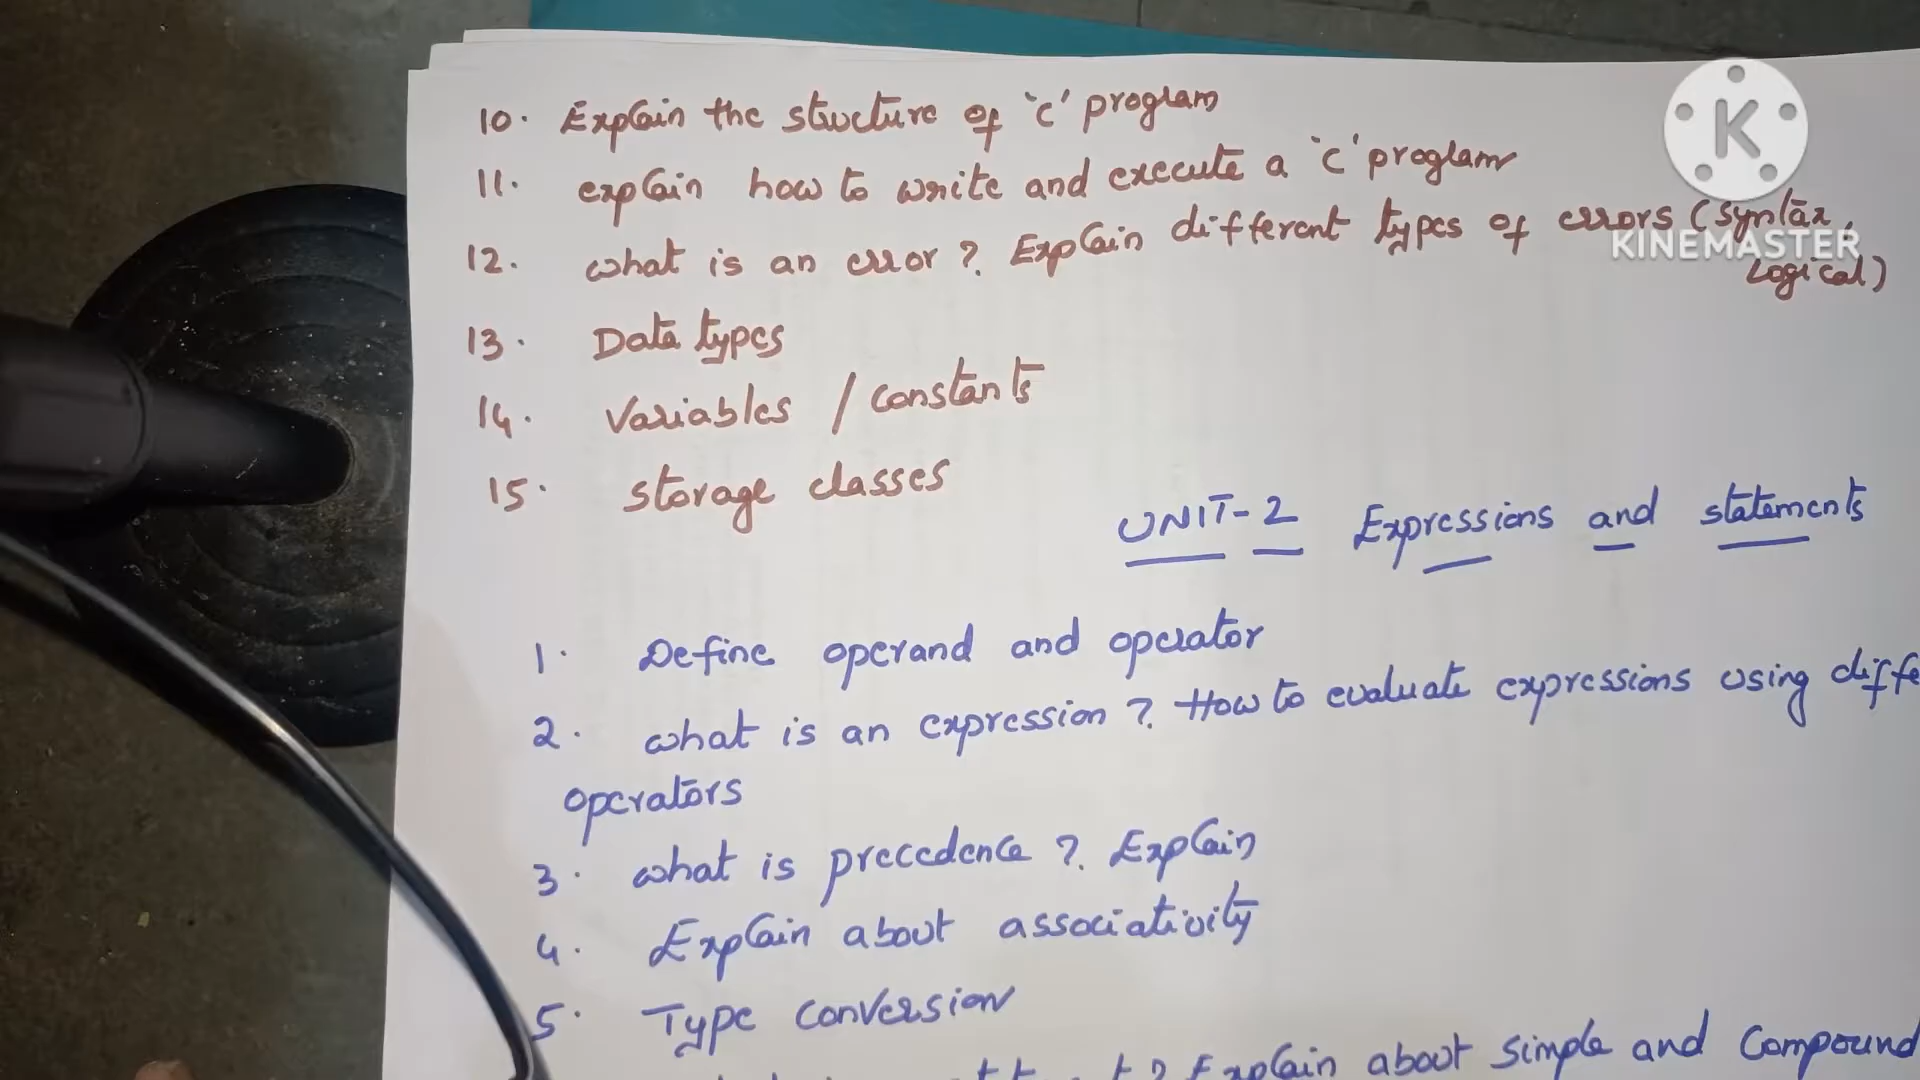 10. Explain the structure of 'C' program
11. explain how to write and execute a 'C' program
12. what is an error ? Explain different types of errors (syntax,
logical)
13. Data types
14. Variables / constants
15. storage classes
UNIT-2 Expressions and statements
1. Define operand and operator
2. what is an expression ? How to evaluate expressions using diffe
operators
3. what is precedence ? Explain
4. Explain about associativity
5. Type conversion
? Explain about simple and compound
K
KINEMASTER